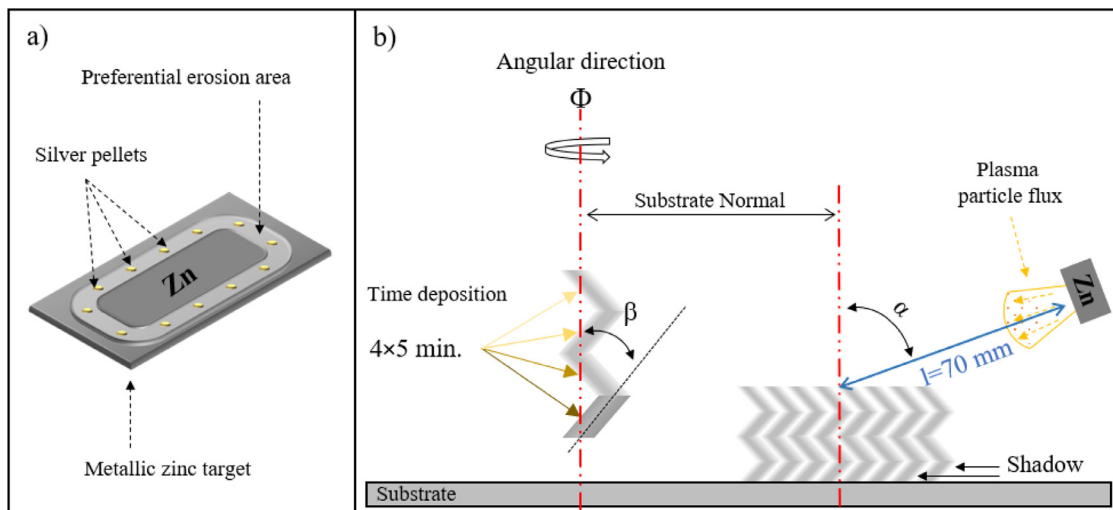 a)
Preferential erosion area
Silver pellets
Zn
Metallic zinc target
b)
Angular direction
Φ
Substrate Normal
Plasma
particle flux
Zn
α
l=70 mm
Time deposition
4×5 min.
β
Shadow
Substrate